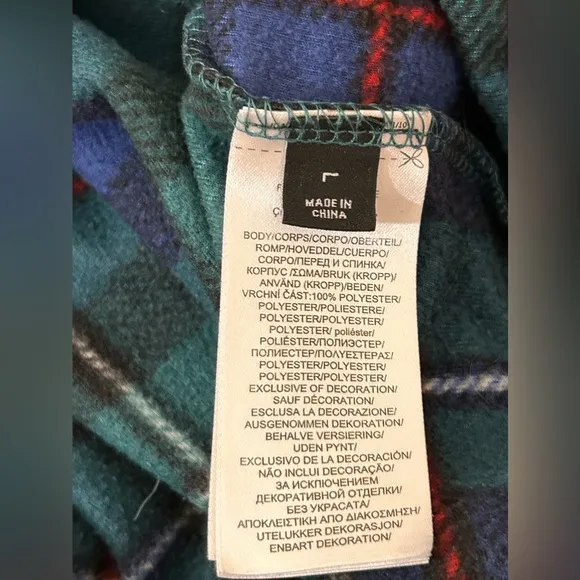 L
MADE IN
CHINA
BODY/CORPS/CORPO/OBERTEIL/
ROMP/HOVEDDEL/CUERPO/
CORPO/ПЕРЕД И СПИНКА/
КОРПУС /ΣΩΜΑ/BRUK (KROPP)/
ANVÄND (KROPP)/BEDEN/
VRCHNÍ ČÁST:100% POLYESTER/
POLYESTER/POLIESTERE/
POLYESTER/POLYESTER/
POLYESTER/ poliéster/
POLIÉSTER/ПОЛИЭСТЕР/
ПОЛИЕСТЕР/ΠΟΛΥΕΣΤΕΡΑΣ/
POLYESTER/POLYESTER/
POLYESTER/POLYESTER/
EXCLUSIVE OF DECORATION/
SAUF DÉCORATION/
ESCLUSA LA DECORAZIONE/
AUSGENOMMEN DEKORATION/
BEHALVE VERSIERING/
UDEN PYNT/
EXCLUSIVO DE LA DECORACIÓN/
NÃO INCLUI DECORAÇÃO/
ЗА ИСКЛЮЧЕНИЕМ
ДЕКОРАТИВНОЙ ОТДЕЛКИ/
БЕЗ УКРАСАТА/
ΑΠΟΚΛΕΙΣΤΙΚΗ ΑΠΟ ΔΙΑΚΟΣΜΗΣΗ/
UTELUKKER DEKORASJON/
ENBART DEKORATION/